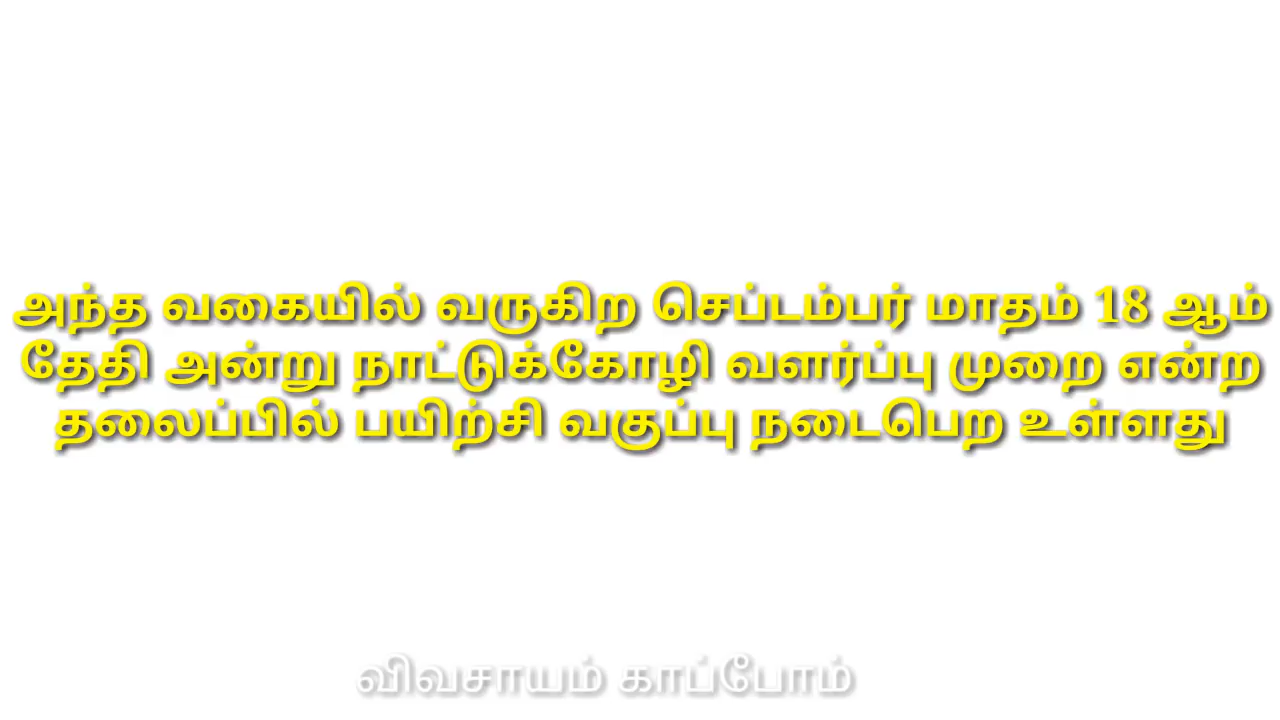 அந்த வகையில் வருகிற செப்டம்பர் மாதம் 18 ஆம்
தேதி அன்று நாட்டுக்கோழி வளர்ப்பு முறை என்ற
தலைப்பில் பயிற்சி வகுப்பு நடைபெற உள்ளது
விவசாயம் காப்போம்